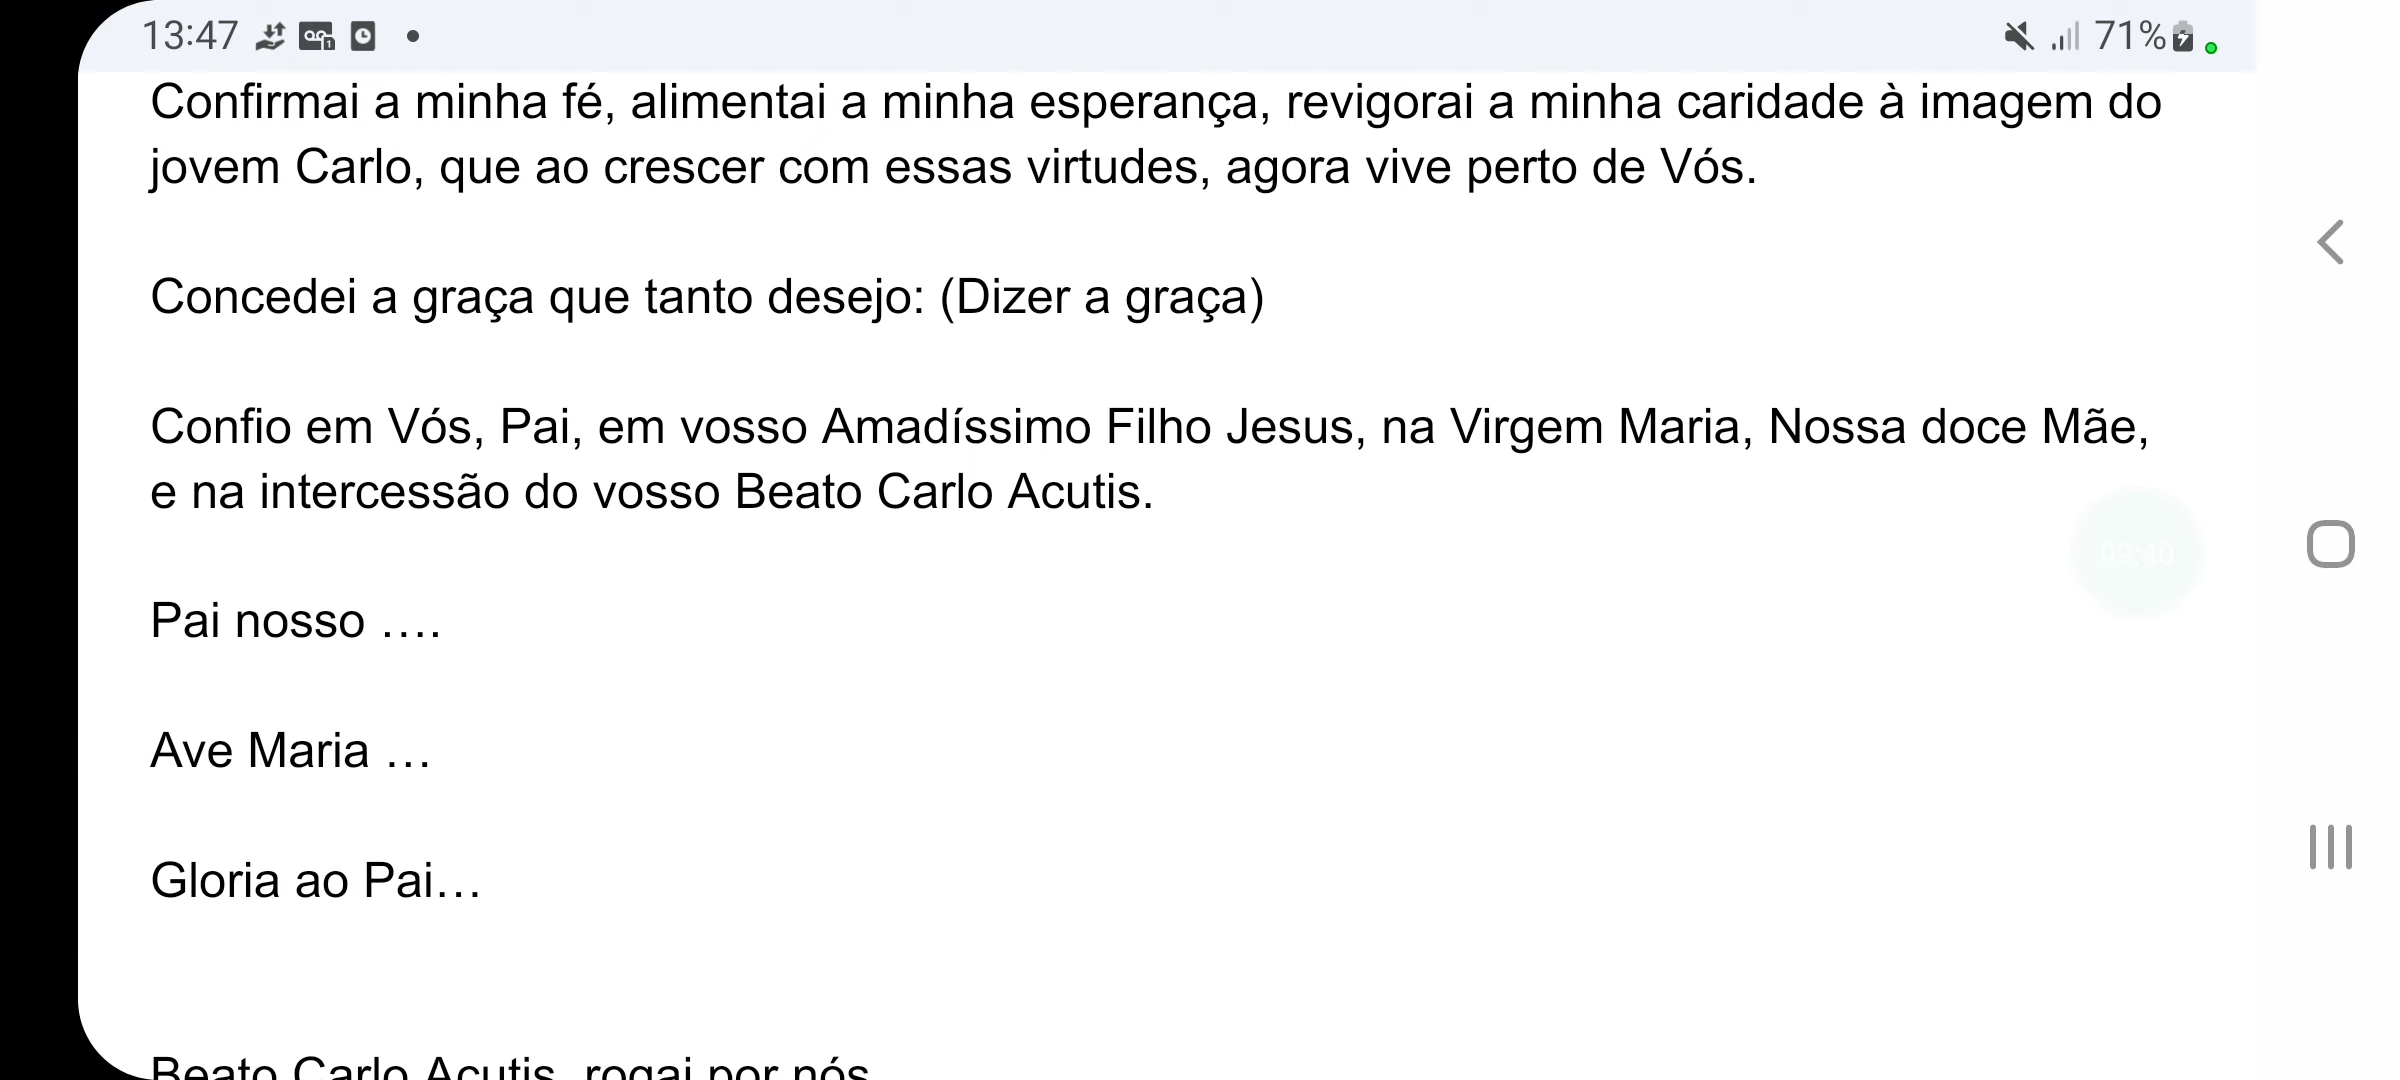 13:47 71%
Confirmai a minha fé, alimentai a minha esperança, revigorai a minha caridade à imagem do
jovem Carlo, que ao crescer com essas virtudes, agora vive perto de Vós.
Concedei a graça que tanto desejo: (Dizer a graça)
Confio em Vós, Pai, em vosso Amadíssimo Filho Jesus, na Virgem Maria, Nossa doce Mãe,
e na intercessão do vosso Beato Carlo Acutis.
09:40
Pai nosso ....
Ave Maria ...
Gloria ao Pai...
Beato Carlo Acutis, rogai por nós